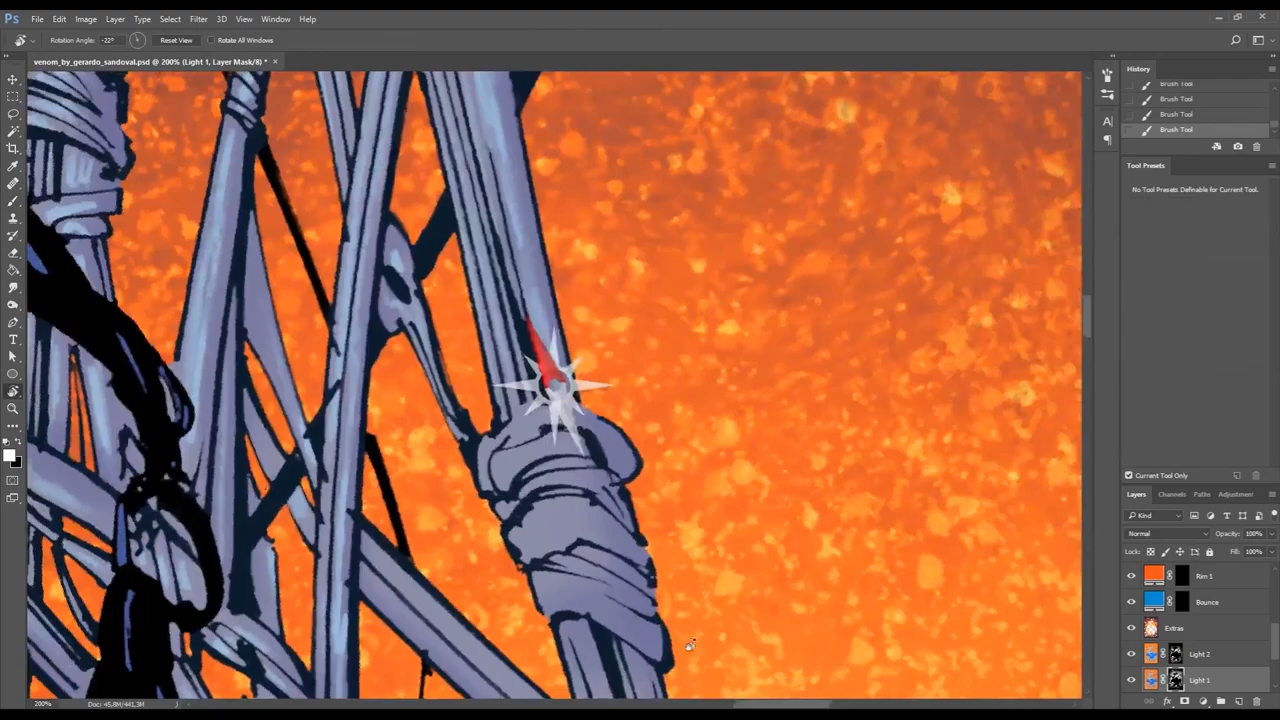 Ps File Edit Image Layer Type Select Filter 3D View Window Help
Rotation Angle: -22° Reset View Rotate All Windows
venom_by_gerardo_sandoval.psd @ 200% (Light 1, Layer Mask/8) * ×
History
Brush Tool
Brush Tool
Brush Tool
Brush Tool
Tool Presets
No Tool Presets Definable for Current Tool.
Current Tool Only
Layers Channels Paths Adjustmen
Kind
Normal Opacity: 100%
Lock: Fill: 100%
Rim 1
Bounce
Extras
Light 2
Light 1
200% Doc: 45,8M/441,3M